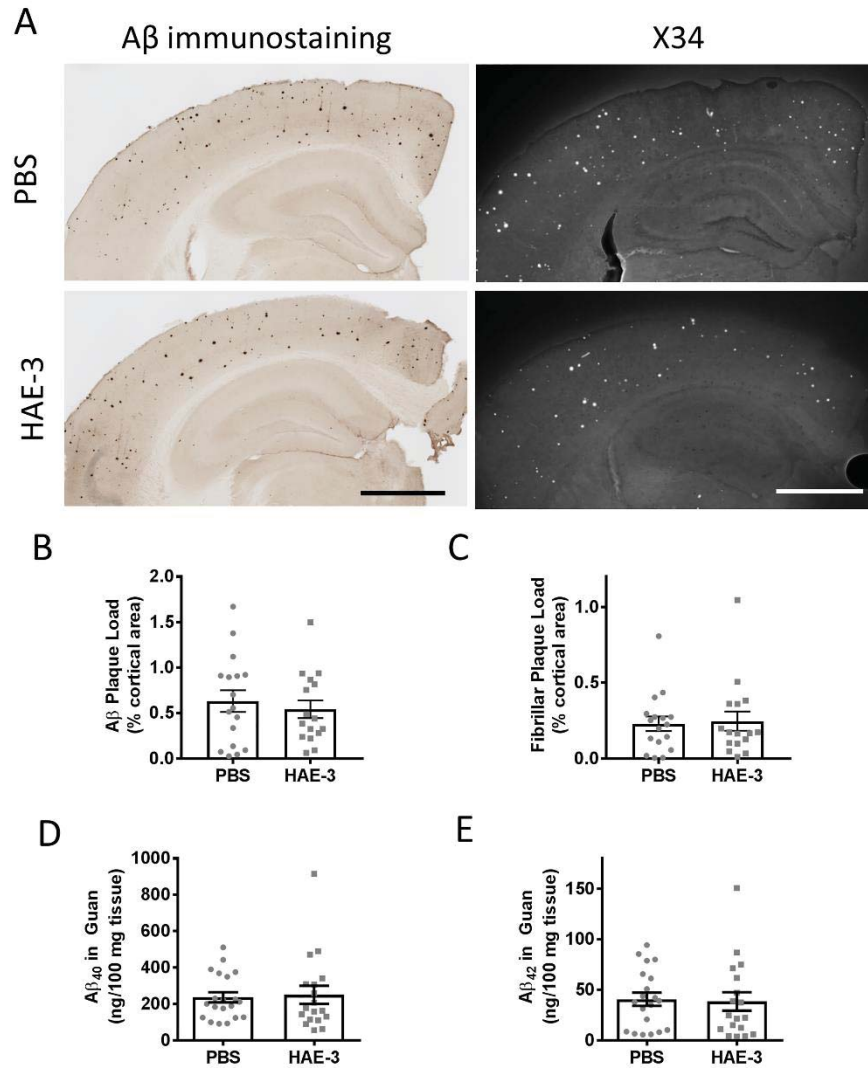 A
Aβ immunostaining
X34
PBS
HAE-3
B
Aβ Plaque Load
(% cortical area)
2.0
1.5
1.0
0.5
0.0
PBS
HAE-3
C
Fibrillar Plaque Load
(% cortical area)
1.0
0.5
0.0
PBS
HAE-3
D
Aβ40 in Guan
(ng/100 mg tissue)
1000
800
600
400
200
0
PBS
HAE-3
E
Aβ42 in Guan
(ng/100 mg tissue)
150
100
50
0
PBS
HAE-3